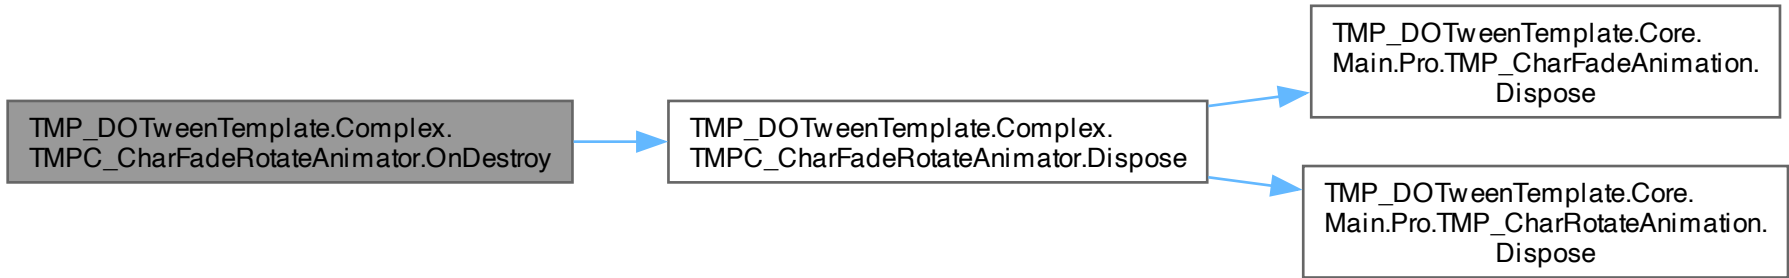 TMP_DOTweenTemplate.Complex.
TMPC_CharFadeRotateAnimator.OnDestroy
TMP_DOTweenTemplate.Complex.
TMPC_CharFadeRotateAnimator.Dispose
TMP_DOTweenTemplate.Core.
Main.Pro.TMP_CharFadeAnimation.
Dispose
TMP_DOTweenTemplate.Core.
Main.Pro.TMP_CharRotateAnimation.
Dispose